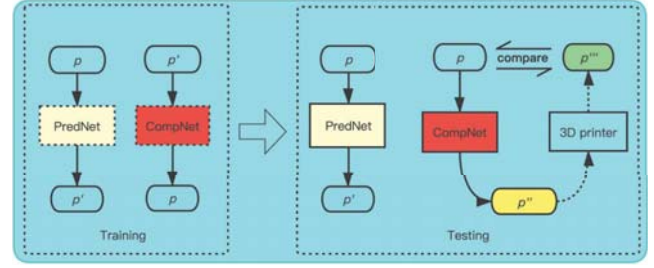 p p'
PredNet CompNet
p' p
Training
p p compare p'''
PredNet CompNet 3D printer
p' p''
Testing